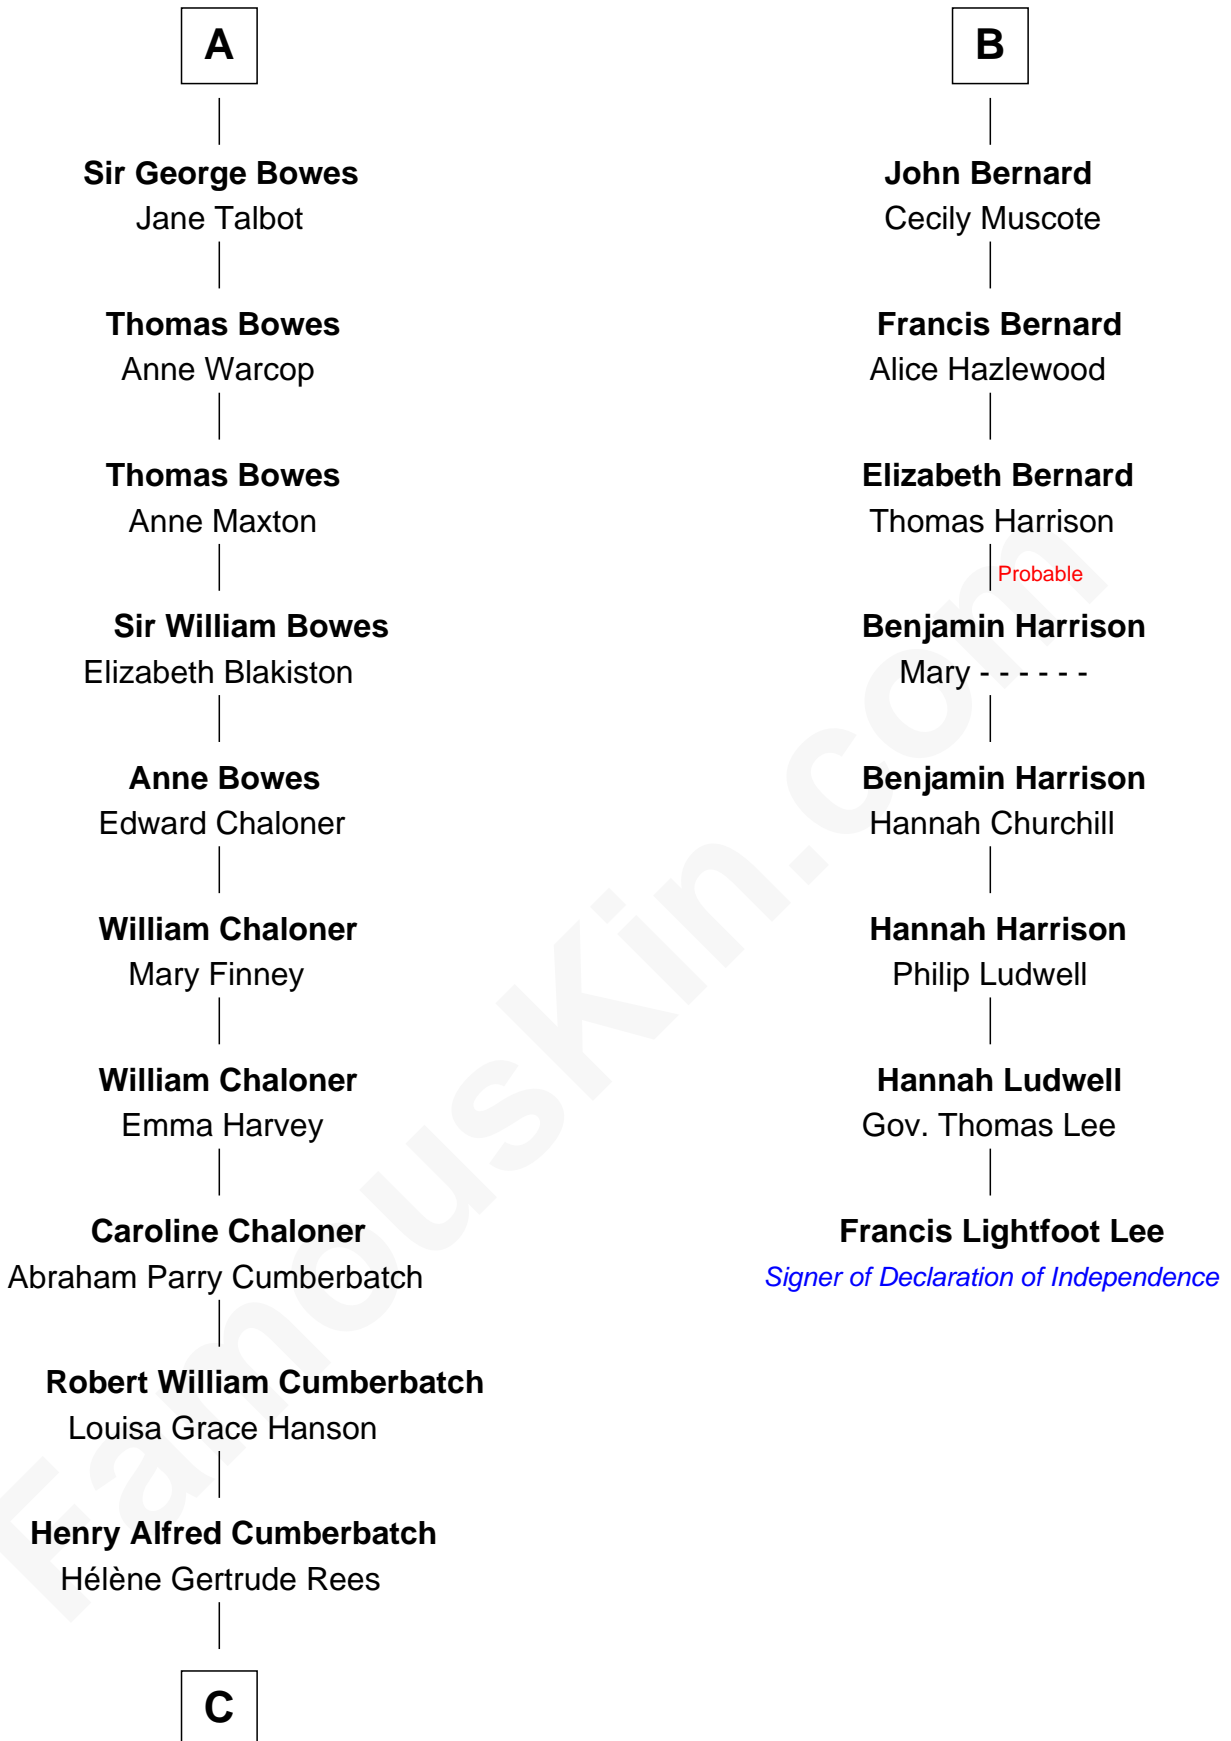 A
Sir George Bowes
Jane Talbot
Thomas Bowes
Anne Warcop
Thomas Bowes
Anne Maxton
Sir William Bowes
Elizabeth Blakiston
Anne Bowes
Edward Chaloner
William Chaloner
Mary Finney
William Chaloner
Emma Harvey
Caroline Chaloner
Abraham Parry Cumberbatch
Robert William Cumberbatch
Louisa Grace Hanson
Henry Alfred Cumberbatch
Hélène Gertrude Rees
C
B
John Bernard
Cecily Muscote
Francis Bernard
Alice Hazlewood
Elizabeth Bernard
Thomas Harrison
Probable
Benjamin Harrison
Mary - - - - - -
Benjamin Harrison
Hannah Churchill
Hannah Harrison
Philip Ludwell
Hannah Ludwell
Gov. Thomas Lee
Francis Lightfoot Lee
Signer of Declaration of Independence
FamousKin.com